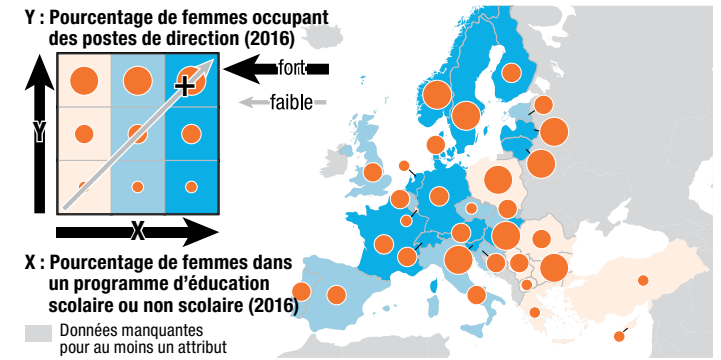 Y : Pourcentage de femmes occupant
des postes de direction (2016)
fort
faible
Y
X
X : Pourcentage de femmes dans
un programme d'éducation
scolaire ou non scolaire (2016)
Données manquantes
pour au moins un attribut